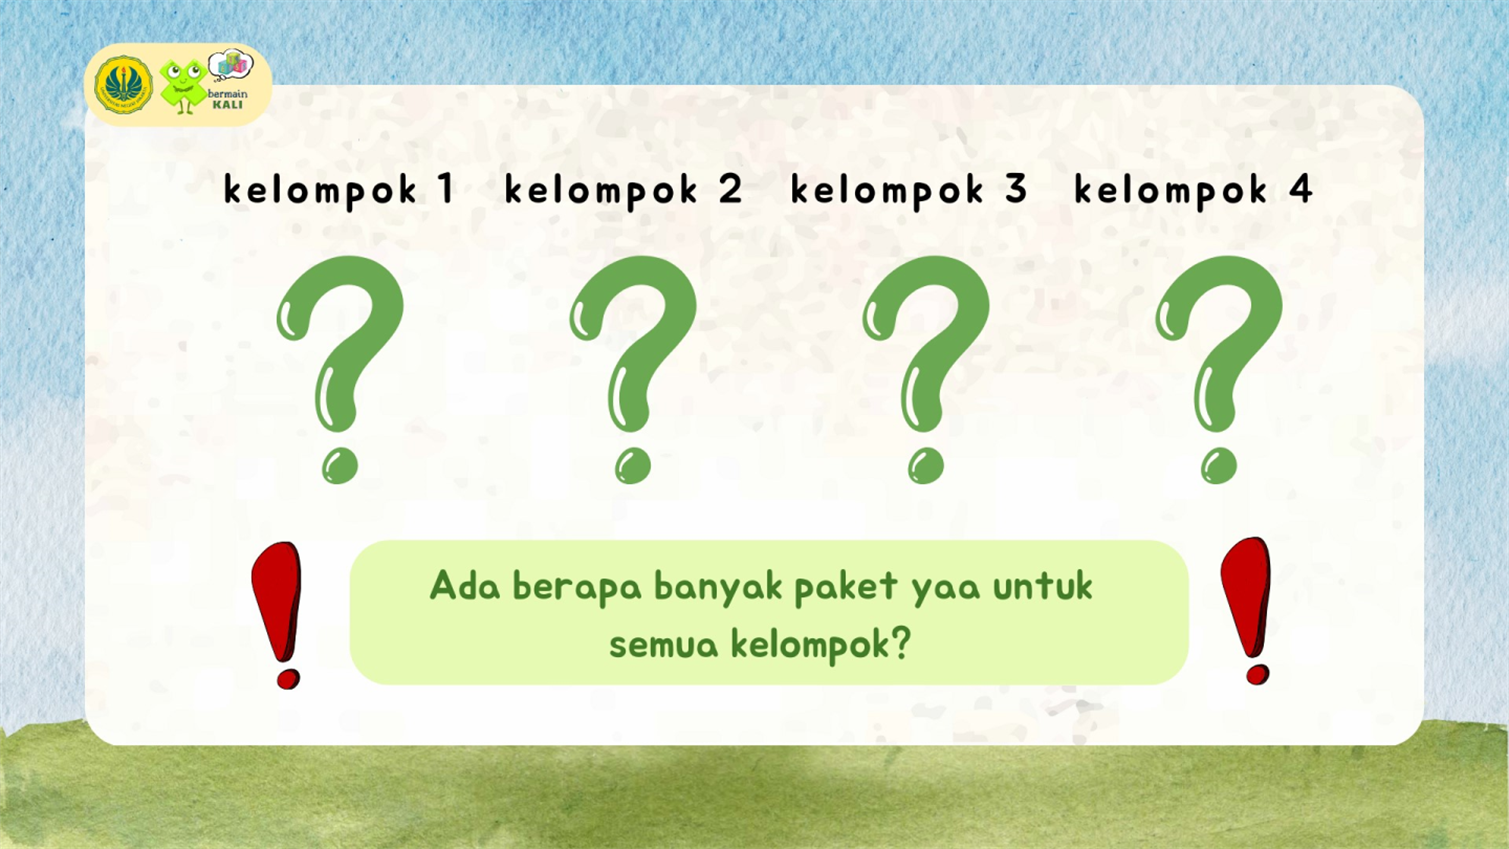 bermain
KALI
kelompok 1 kelompok 2 kelompok 3 kelompok 4
Ada berapa banyak paket yaa untuk
semua kelompok?